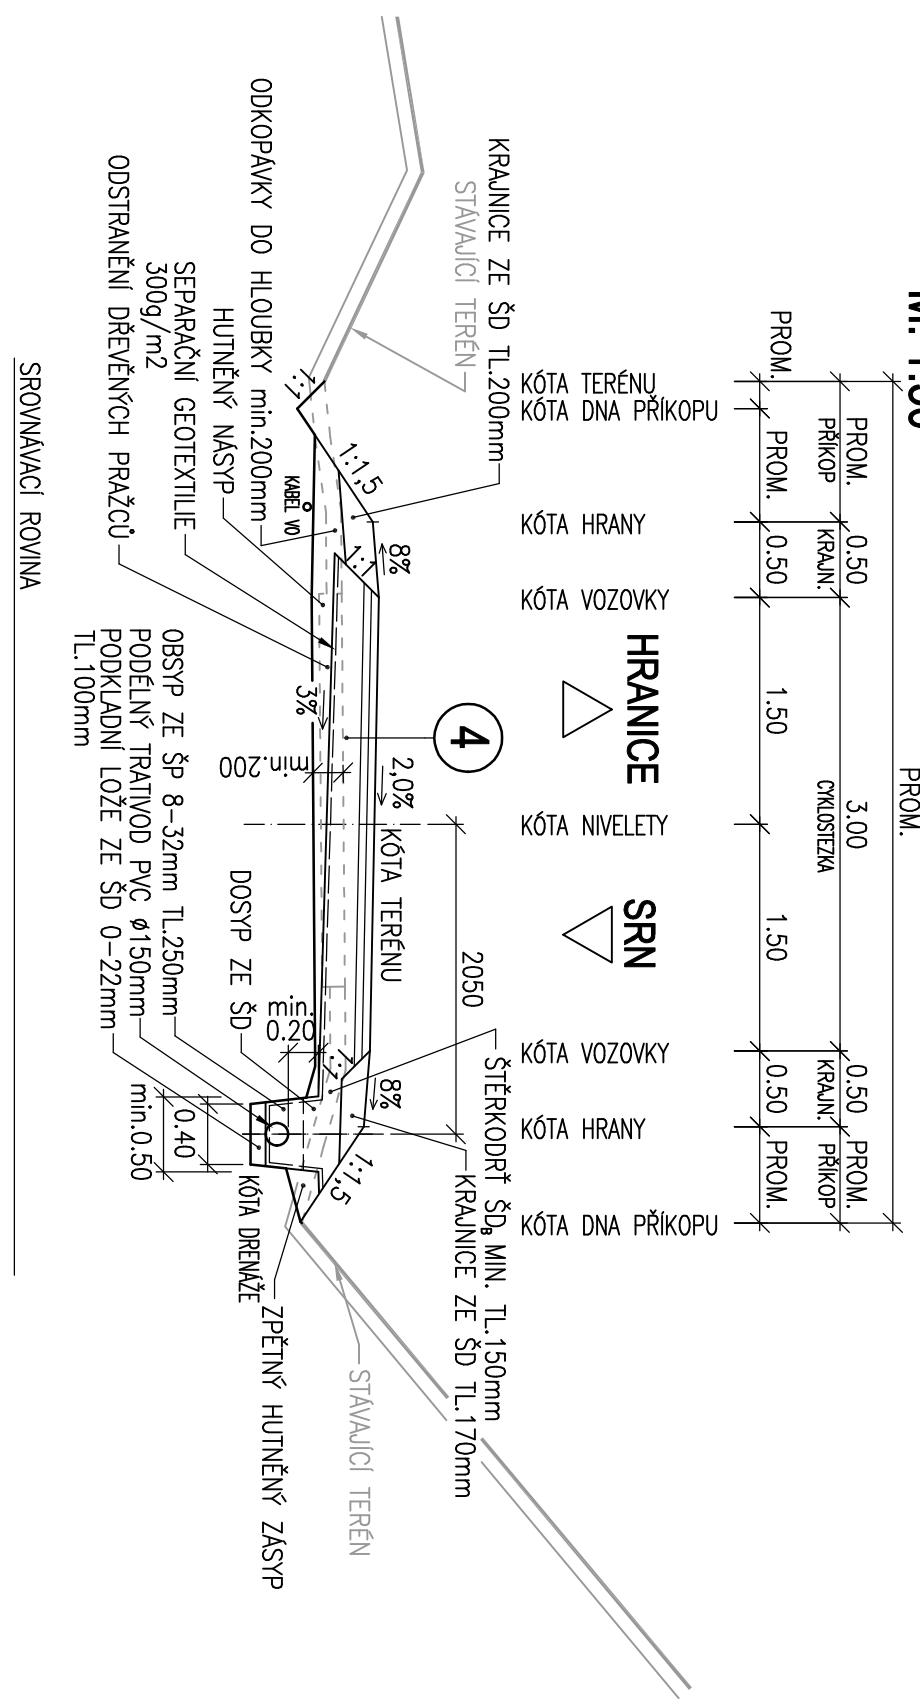 PROM.
PROM.
PŘÍKOP
0.50
KRAJN.
3.00
CYKLOSTEZKA
0.50
KRAJN.
PROM.
PŘÍKOP
PROM.
PROM.
0.50
1.50
1.50
0.50
PROM.
HRANICE
SRN
KÓTA TERÉNU
KÓTA DNA PŘÍKOPU
KÓTA HRANY
KÓTA VOZOVKY
KÓTA NIVELETY
KÓTA VOZOVKY
KÓTA HRANY
KÓTA DNA PŘÍKOPU
KRAJNICE ZE ŠD TL.200mm
STÁVAJÍCÍ TERÉN
4
2050
ŠTĚRKODRŤ ŠDB MIN. TL.150mm
KRAJNICE ZE ŠD TL.170mm
1:1
1:1,5
8%
1:1
2,0%
KÓTA TERÉNU
8%
1:1
1:1,5
STÁVAJÍCÍ TERÉN
KABEL VO
3%
min.200
min.
0.20
ODKOPÁVKY DO HLOUBKY min.200mm
HUTNĚNÝ NÁSYP
SEPARAČNÍ GEOTEXTILIE
300g/m2
ODSTRANĚNÍ DŘEVĚNÝCH PRAŽCŮ
DOSYP ZE ŠD
OBSYP ZE ŠP 8-32mm TL.250mm
PODÉLNÝ TRATIVOD PVC ø150mm
PODKLADNÍ LOŽE ZE ŠD 0-22mm
TL.100mm
0.40
min.0.50
KÓTA DRENÁŽE
ZPĚTNÝ HUTNĚNÝ ZÁSYP
SROVNÁVACÍ ROVINA